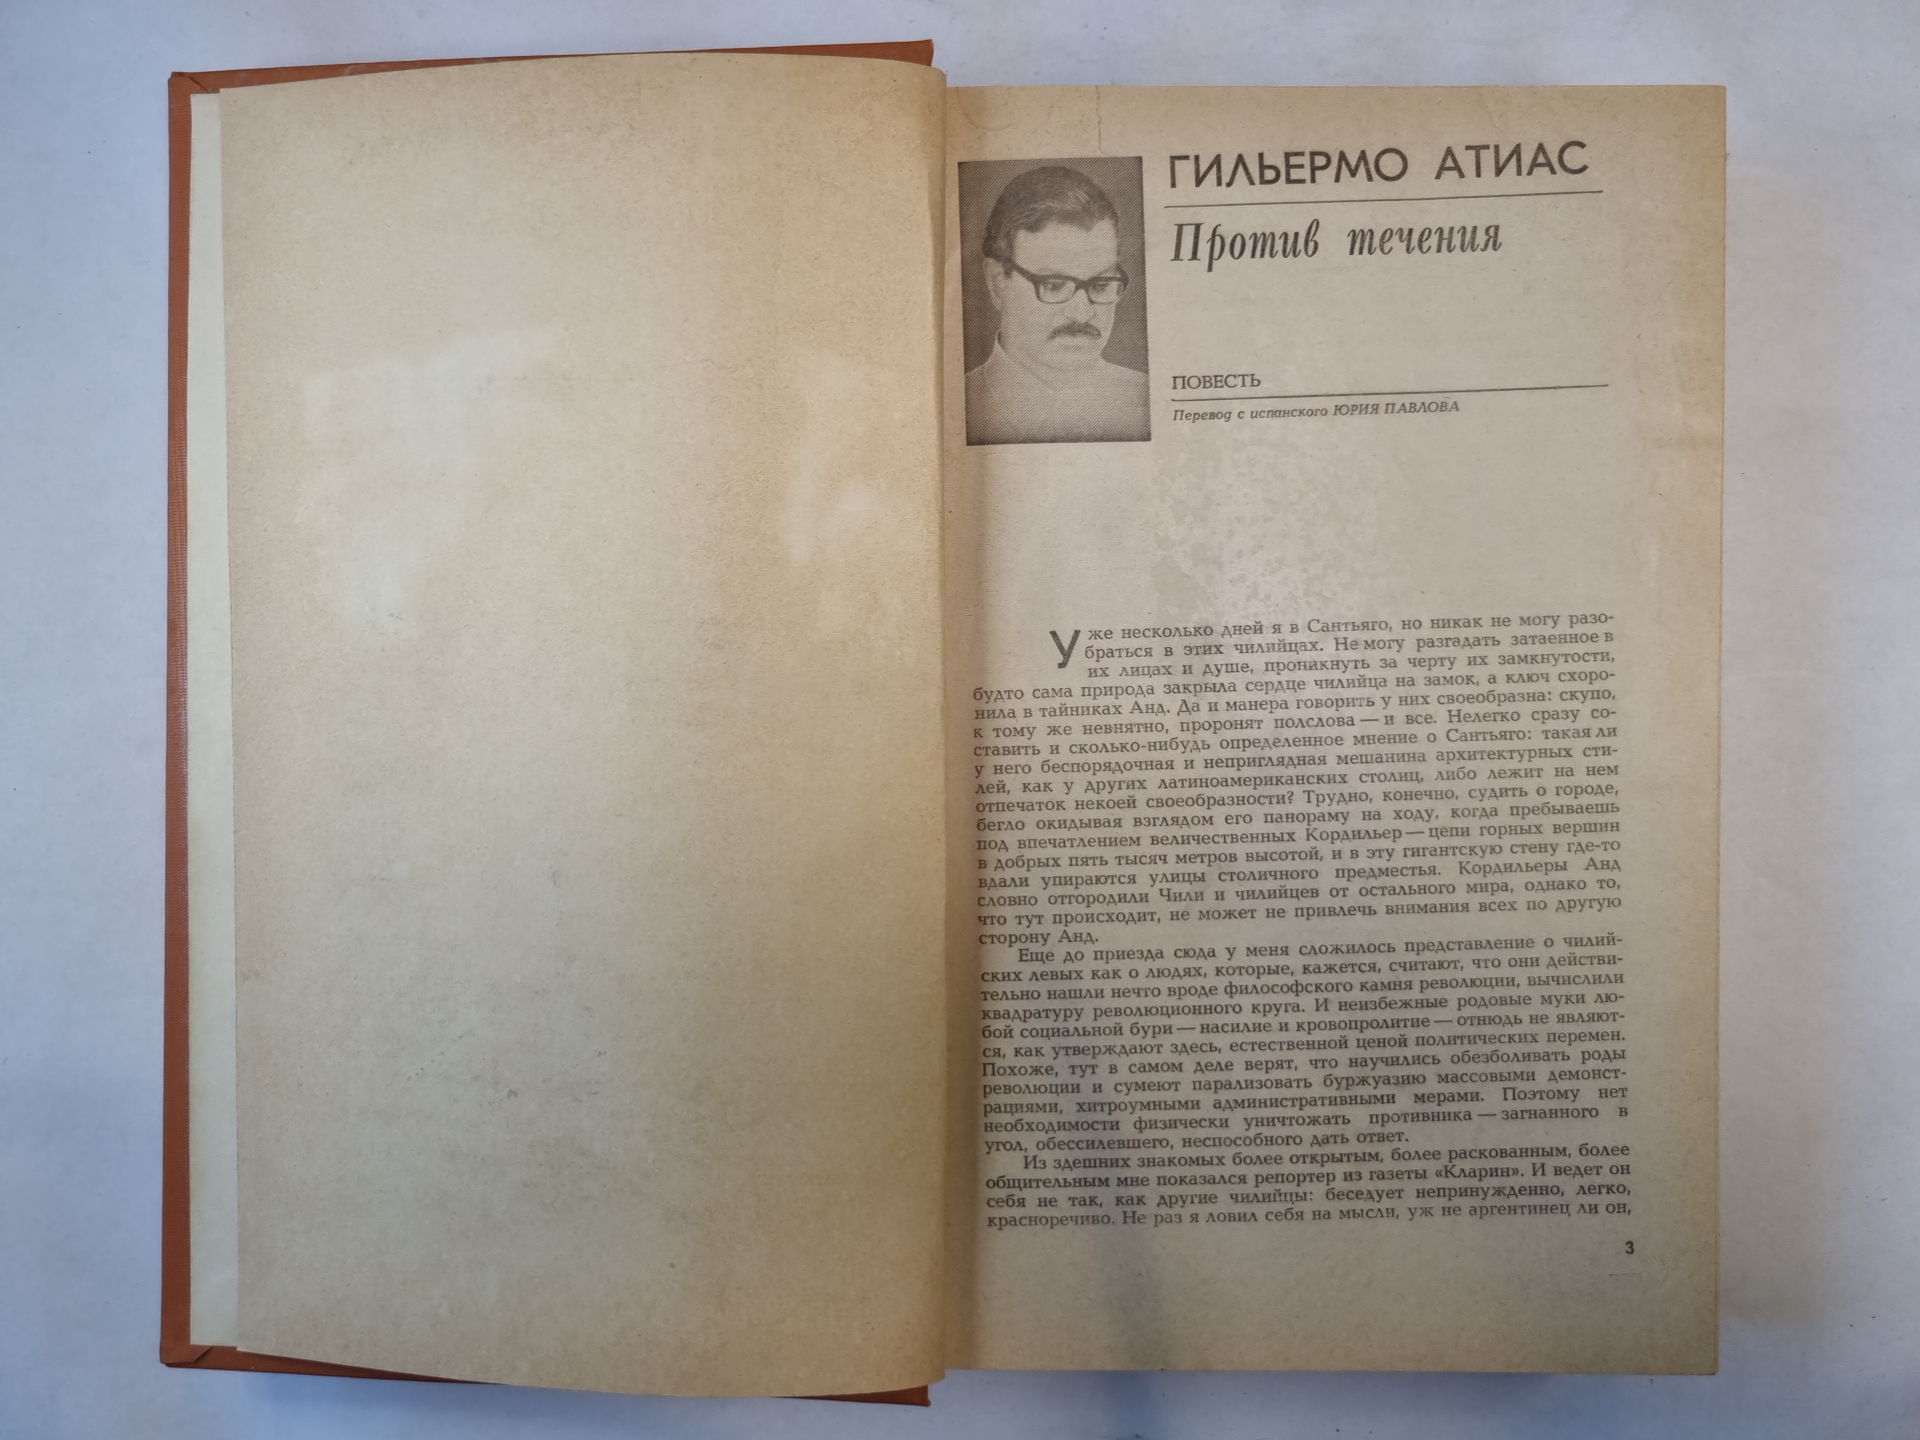 ГИЛЬЕРМО АТИАС
Против течения
ПОВЕСТЬ
Перевод с испанского ЮРИЯ ПАВЛОВА
Уже несколько дней я в Сантьяго, но никак не могу разо-
браться в этих чилийцах. Не могу разгадать затаенное в
их лицах и душе, проникнуть за черту их замкнутости,
будто сама природа закрыла сердце чилийца на замок, а ключ схоро-
нила в тайниках Анд. Да и манера говорить у них своеобразна: скупо,
к тому же невнятно, проронят полслова — и все. Нелегко сразу со-
ставить и сколько-нибудь определенное мнение о Сантьяго: такая ли
у него беспорядочная и неприглядная мешанина архитектурных сти-
лей, как у других латиноамериканских столиц, либо лежит на нем
отпечаток некоей своеобразности? Трудно, конечно, судить о городе,
бегло окидывая взглядом его панораму на ходу, когда пребываешь
под впечатлением величественных Кордильер — цепи горных вершин
в добрых пять тысяч метров высотой, и в эту гигантскую стену где-то
вдали упираются улицы столичного предместья. Кордильеры Анд
словно отгородили Чили и чилийцев от остального мира, однако то,
что тут происходит, не может не привлечь внимания всех по другую
сторону Анд.
Еще до приезда сюда у меня сложилось представление о чилий-
ских левых как о людях, которые, кажется, считают, что они действи-
тельно нашли нечто вроде философского камня революции, вычислили
квадратуру революционного круга. И неизбежные родовые муки лю-
бой социальной бури — насилие и кровопролитие — отнюдь не являют-
ся, как утверждают здесь, естественной ценой политических перемен.
Похоже, тут в самом деле верят, что научились обезболивать роды
революции и сумеют парализовать буржуазию массовыми демонст-
рациями, хитроумными административными мерами. Поэтому нет
необходимости физически уничтожать противника — загнанного в
угол, обессилевшего, неспособного дать ответ.
Из здешних знакомых более открытым, более раскованным, более
общительным мне показался репортер из газеты «Кларин». И ведет он
себя не так, как другие чилийцы: беседует непринужденно, легко,
красноречиво. Не раз я ловил себя на мысли, уж не аргентинец ли он,
3